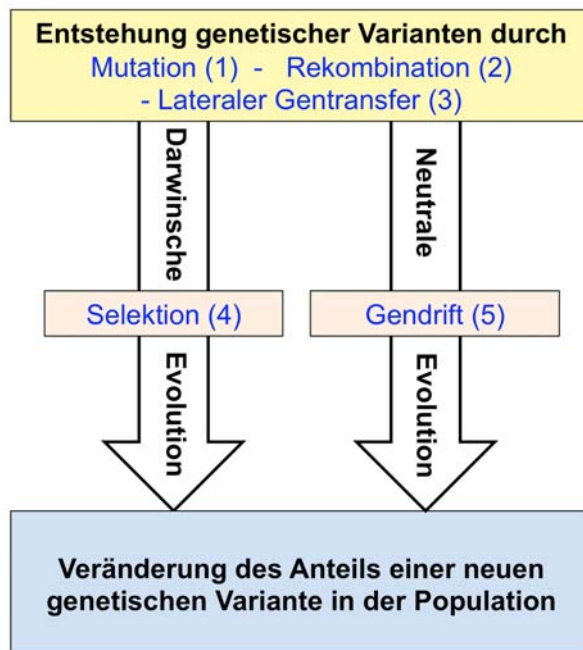 Entstehung genetischer Varianten durch
Mutation (1) - Rekombination (2)
- Lateraler Gentransfer (3)
Darwinsche
Selektion (4)
Evolution
Neutrale
Gendrift (5)
Evolution
Veränderung des Anteils einer neuen
genetischen Variante in der Population